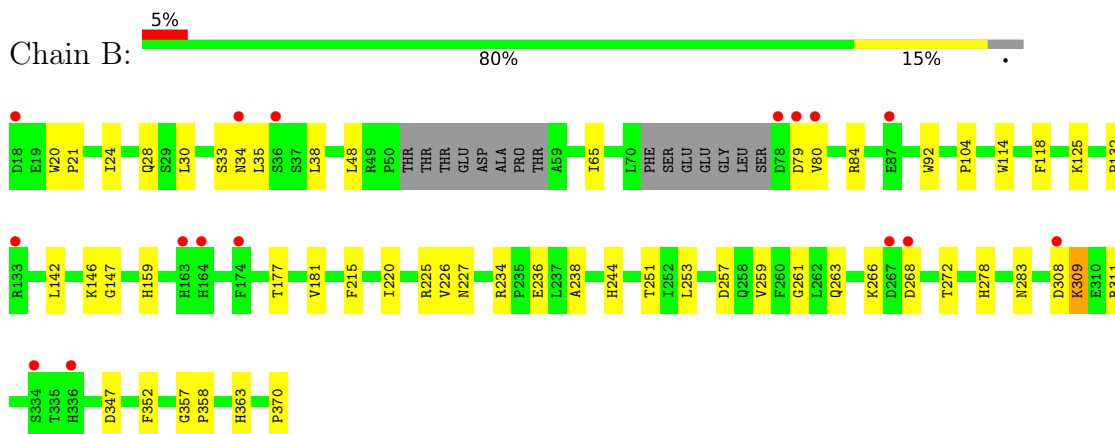 5%
Chain B:
80% 15% •
D18 E19 W20 P21 I24 Q28 S29 L30 S33 N34 L35 S36 S37 L38 L48 R49 P50 THR THR THR GLU ASP ALA PRO THR A59 I65 L70 PHE SER GLU GLU GLY LEU SER D78 D79 V80 R84 E87 W92 P104 W114 F118 K125
R133 L142 K146 G147 H159 H163 H164 F174 T177 V181 F215 I220 R225 V226 N227 R234 P235 E236 L237 A238 H244 T251 I252 L253 D257 Q258 V259 F260 G261 L262 Q263 K266 D267 D268 T272 H278 N283 D308 K309 E310
S334 T335 H336 D347 F352 G357 P358 H363 P370